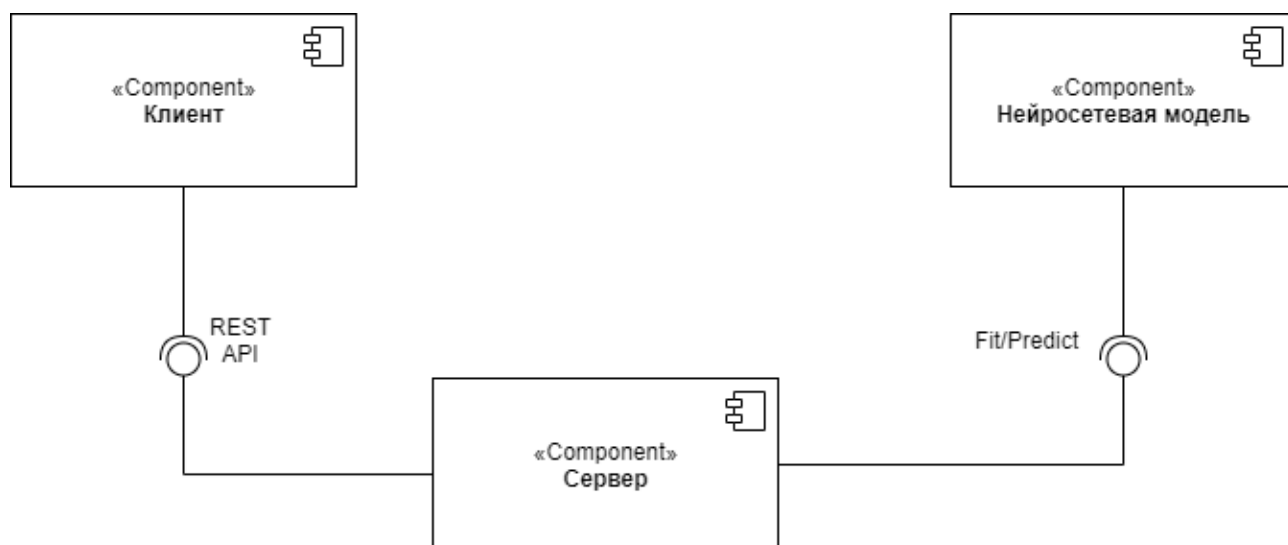 «Component»
Клиент
«Component»
Нейросетевая модель
REST
API
Fit/Predict
«Component»
Сервер